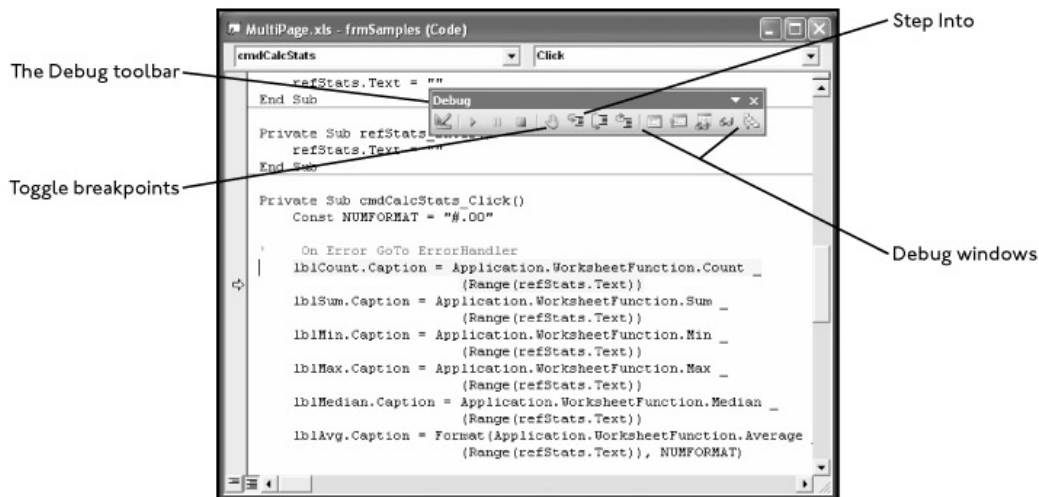 Step Into
MultiPage.xls - frmSamples (Code)
cmdCalcStats
Click
The Debug toolbar
refStats.Text = ""
End Sub
Debug
Private Sub refStats_
refStats.Text = ""
End Sub
Toggle breakpoints
Private Sub cmdCalcStats_Click()
Const NUMFORMAT = "#.00"
' On Error GoTo ErrorHandler
Debug windows
lblCount.Caption = Application.WorksheetFunction.Count _
(Range(refStats.Text))
lblSum.Caption = Application.WorksheetFunction.Sum _
(Range(refStats.Text))
lblMin.Caption = Application.WorksheetFunction.Min _
(Range(refStats.Text))
lblMax.Caption = Application.WorksheetFunction.Max _
(Range(refStats.Text))
lblMedian.Caption = Application.WorksheetFunction.Median _
(Range(refStats.Text))
lblAvg.Caption = Format(Application.WorksheetFunction.Average _
(Range(refStats.Text)), NUMFORMAT)